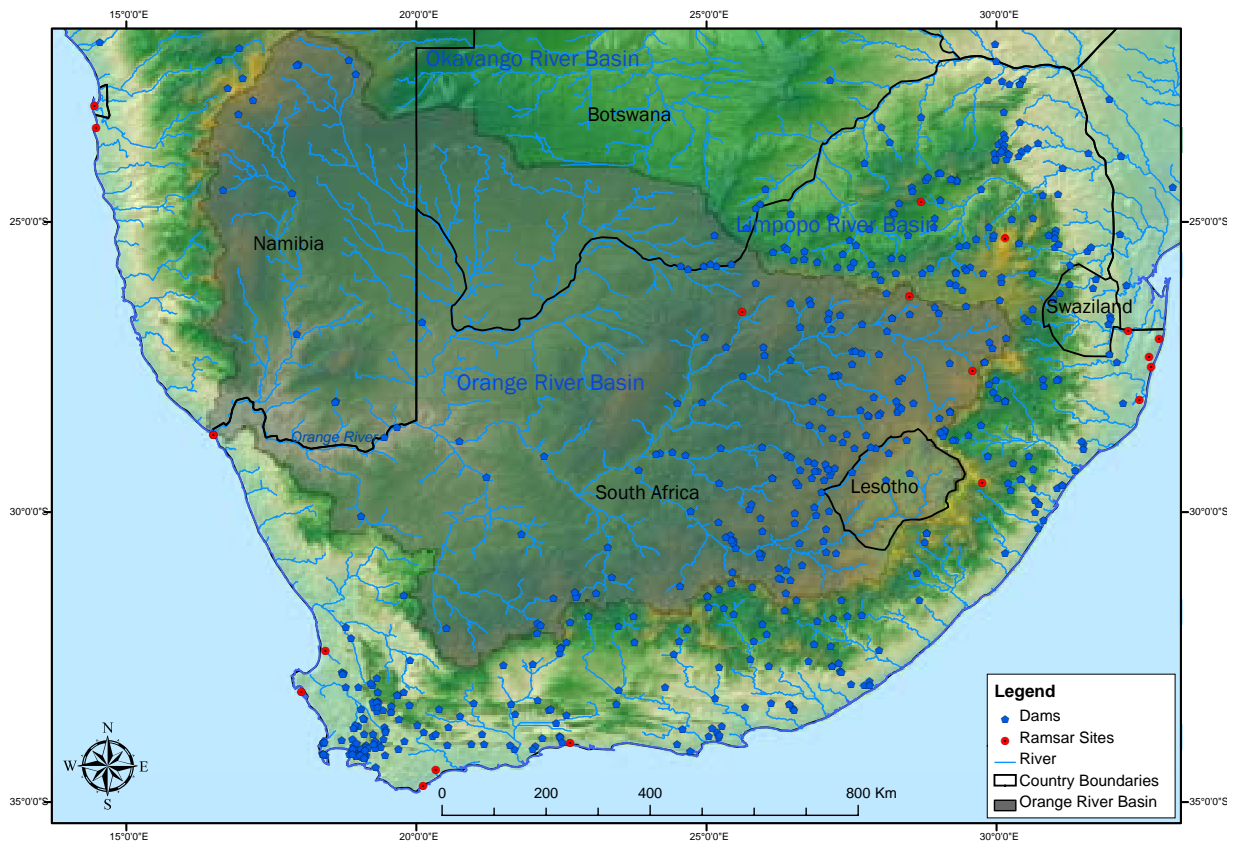 15°0'0"E 20°0'0"E 25°0'0"E 30°0'0"E
Okavango River Basin
Botswana
25°0'0"S 25°0'0"S
Limpopo River Basin
Namibia
Swaziland
Orange River Basin
Orange River
South Africa
Lesotho
30°0'0"S 30°0'0"S
Legend
Dams
Ramsar Sites
River
Country Boundaries
Orange River Basin
N
W E
S
0 200 400 800 Km
35°0'0"S 35°0'0"S
15°0'0"E 20°0'0"E 25°0'0"E 30°0'0"E